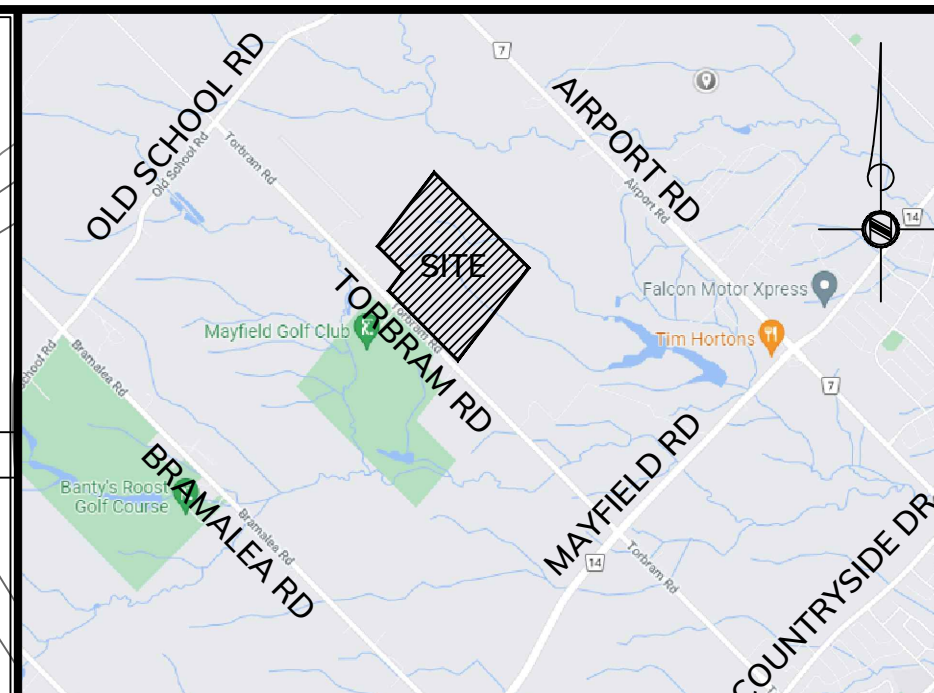 OLD SCHOOL RD
Old School Rd
Torbram Rd
7
AIRPORT RD
Airport Rd
14
SITE
TORBRAM RD
Torbram Rd
Mayfield Golf Club
Falcon Motor Xpress
Tim Hortons
7
School Rd
Bramalea Rd
BRAMALEA RD
Banty's Roost
Golf Course
Bramalea Rd
MAYFIELD RD
14
Torbram Rd
COUNTRYSIDE DR